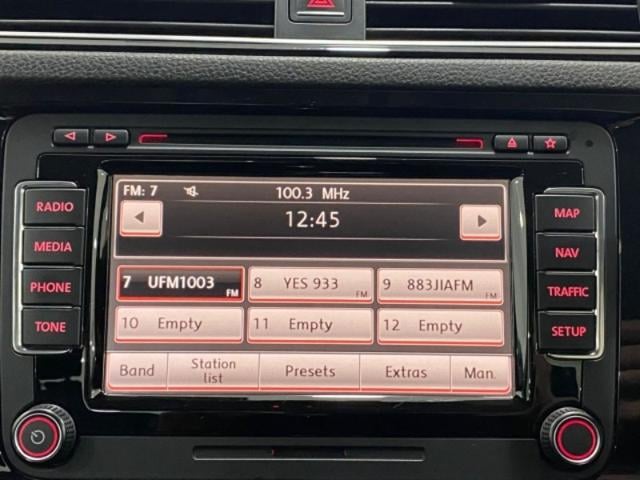 FM: 7 100.3 MHz
12:45
RADIO
MEDIA
PHONE
TONE
7 UFM1003 FM
8 YES 933 FM
9 883JIAFM FM
10 Empty
11 Empty
12 Empty
Band
Station
list
Presets
Extras
Man.
MAP
NAV
TRAFFIC
SETUP